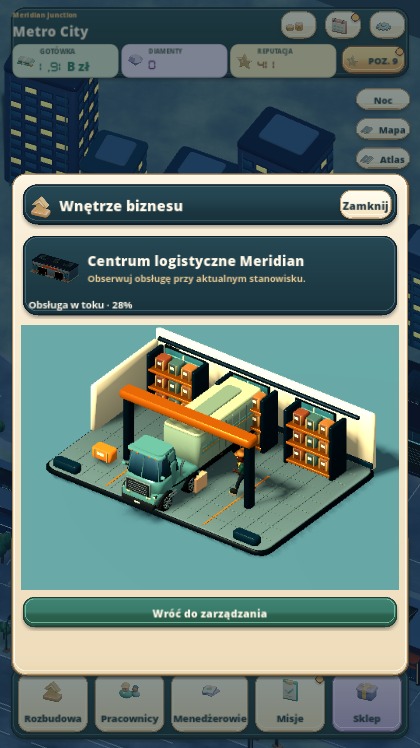 Meridian Junction
Metro City
GOTÓWKA
DIAMENTY
0
REPUTACJA
POZ. 9
Noc
Mapa
Atlas
Wnętrze biznesu
Zamknij
Centrum logistyczne Meridian
Obserwuj obsługę przy aktualnym stanowisku.
Obsługa w toku · 28%
Wróć do zarządzania
Rozbudowa
Pracownicy
Menedżerowie
Misje
Sklep